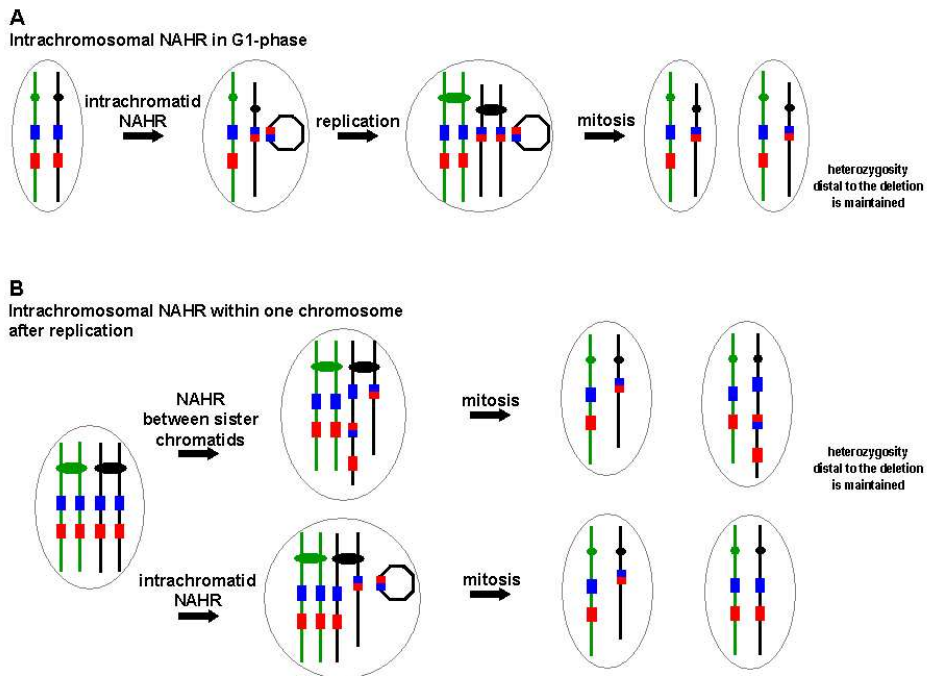 A
Intrachromosomal NAHR in G1-phase
intrachromatid
NAHR
replication
mitosis
heterozygosity
distal to the deletion
is maintained
B
Intrachromosomal NAHR within one chromosome
after replication
NAHR
between sister
chromatids
mitosis
heterozygosity
distal to the deletion
is maintained
intrachromatid
NAHR
mitosis